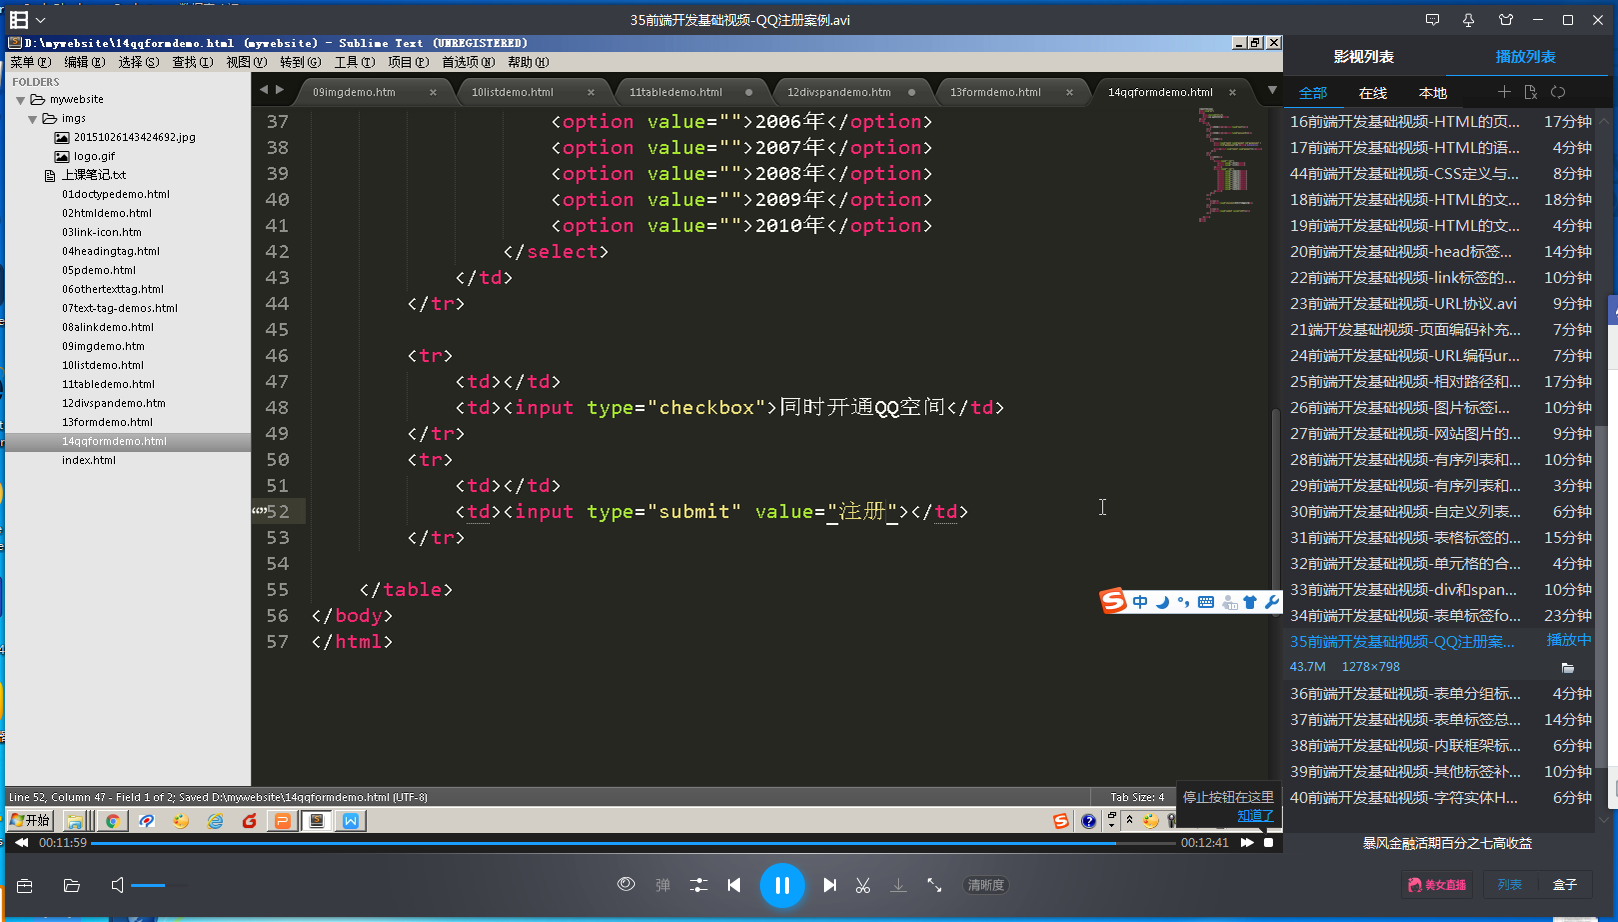 35前端开发基础视频-QQ注册案例.avi
D:\mywebsite\14qqformdemo.html (mywebsite) - Sublime Text (UNREGISTERED)
菜单(F) 编辑(E) 选择(S) 查找(I) 视图(V) 转到(G) 工具(T) 项目(P) 首选项(N) 帮助(H)
FOLDERS
mywebsite
imgs
20151026143424692.jpg
logo.gif
上课笔记.txt
01doctypedemo.html
02htmldemo.html
03link-icon.htm
04headingtag.html
05pdemo.html
06othertexttag.html
07text-tag-demos.html
08alinkdemo.html
09imgdemo.htm
10listdemo.html
11tabledemo.html
12divspandemo.htm
13formdemo.html
14qqformdemo.html
index.html
09imgdemo.htm × 10listdemo.html × 11tabledemo.html 12divspandemo.htm 13formdemo.html × 14qqformdemo.html ×
37 <option value="">2006年</option>
38 <option value="">2007年</option>
39 <option value="">2008年</option>
40 <option value="">2009年</option>
41 <option value="">2010年</option>
42 </select>
43 </td>
44 </tr>
45
46 <tr>
47 <td></td>
48 <td><input type="checkbox">同时开通QQ空间</td>
49 </tr>
50 <tr>
51 <td></td>
52 <td><input type="submit" value="注册"></td>
53 </tr>
54
55 </table>
56 </body>
57 </html>
中
Line 52, Column 47 - Field 1 of 2; Saved D:\mywebsite\14qqformdemo.html (UTF-8)
Tab Size: 4
停止按钮在这里
知道了
开始
00:11:59
00:12:41
弹
清晰度
影视列表 播放列表
全部 在线 本地
16前端开发基础视频-HTML的页... 17分钟
17前端开发基础视频-HTML的语... 4分钟
44前端开发基础视频-CSS定义与... 8分钟
18前端开发基础视频-HTML的文... 18分钟
19前端开发基础视频-HTML的文... 4分钟
20前端开发基础视频-head标签... 14分钟
22前端开发基础视频-link标签的... 10分钟
23前端开发基础视频-URL协议.avi 9分钟
21端开发基础视频-页面编码补充... 7分钟
24前端开发基础视频-URL编码ur... 7分钟
25前端开发基础视频-相对路径和... 17分钟
26前端开发基础视频-图片标签i... 10分钟
27前端开发基础视频-网站图片的... 9分钟
28前端开发基础视频-有序列表和... 10分钟
29前端开发基础视频-有序列表和... 3分钟
30前端开发基础视频-自定义列表... 6分钟
31前端开发基础视频-表格标签的... 15分钟
32前端开发基础视频-单元格的合... 4分钟
33前端开发基础视频-div和span... 10分钟
34前端开发基础视频-表单标签fo... 23分钟
35前端开发基础视频-QQ注册案... 播放中
43.7M 1278×798
36前端开发基础视频-表单分组标... 4分钟
37前端开发基础视频-表单标签总... 14分钟
38前端开发基础视频-内联框架标... 6分钟
39前端开发基础视频-其他标签补... 10分钟
40前端开发基础视频-字符实体H... 6分钟
暴风金融活期百分之七高收益
美女直播
列表 盒子